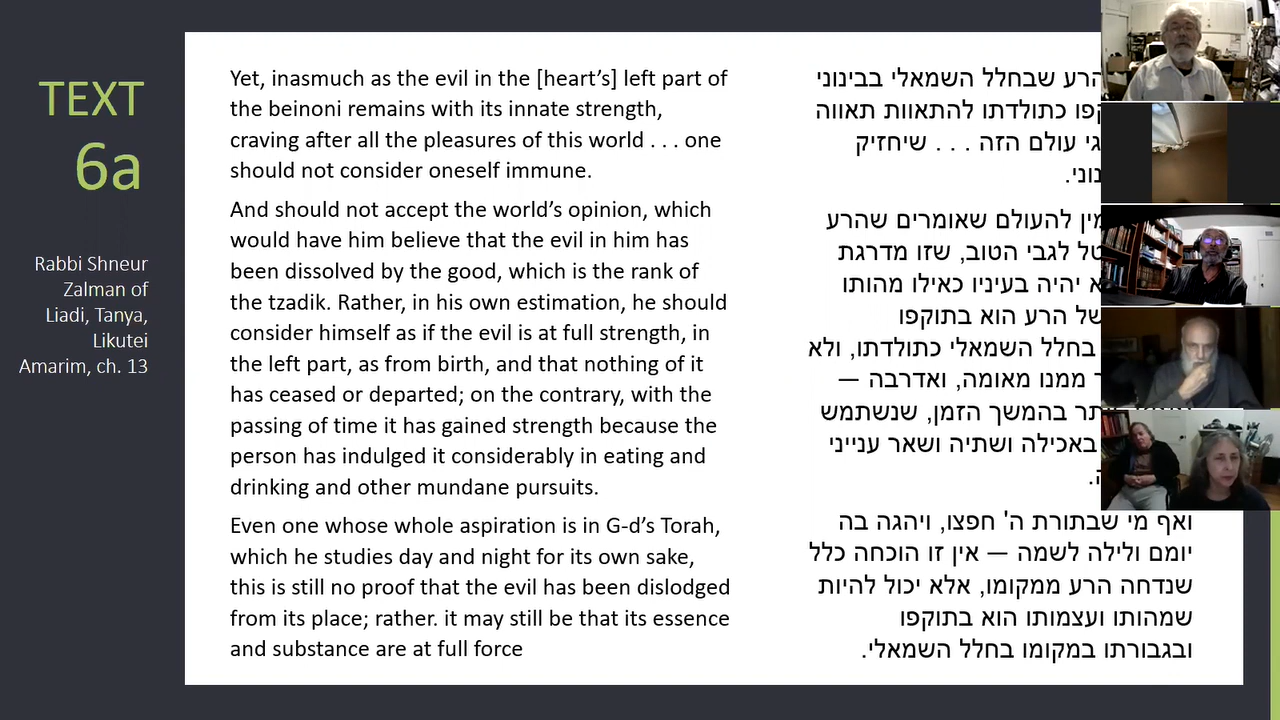 TEXT
6a
Rabbi Shneur
Zalman of
Liadi, Tanya,
Likutei
Amarim, ch. 13
Yet, inasmuch as the evil in the [heart’s] left part of
the beinoni remains with its innate strength,
craving after all the pleasures of this world . . . one
should not consider oneself immune.
And should not accept the world’s opinion, which
would have him believe that the evil in him has
been dissolved by the good, which is the rank of
the tzadik. Rather, in his own estimation, he should
consider himself as if the evil is at full strength, in
the left part, as from birth, and that nothing of it
has ceased or departed; on the contrary, with the
passing of time it has gained strength because the
person has indulged it considerably in eating and
drinking and other mundane pursuits.
Even one whose whole aspiration is in G-d’s Torah,
which he studies day and night for its own sake,
this is still no proof that the evil has been dislodged
from its place; rather. it may still be that its essence
and substance are at full force
הרע שבחלל השמאלי בבינוני
כתולדתו להתאוות תאווה
עולם הזה . . . שיחזיק
להעולם שאומרים שהרע
לגבי הטוב, שזו מדרגת
יהיה בעיניו כאילו מהותו
של הרע הוא בתוקפו
בחלל השמאלי כתולדתו, ולא
ממנו מאומה, ואדרבה —
בהמשך הזמן, שנשתמש
באכילה ושתיה ושאר ענייני
ואף מי שבתורת ה' חפצו, ויהגה בה
יומם ולילה לשמה — אין זו הוכחה כלל
שנדחה הרע ממקומו, אלא יכול להיות
שמהותו ועצמותו הוא בתוקפו
ובגבורתו במקומו בחלל השמאלי.